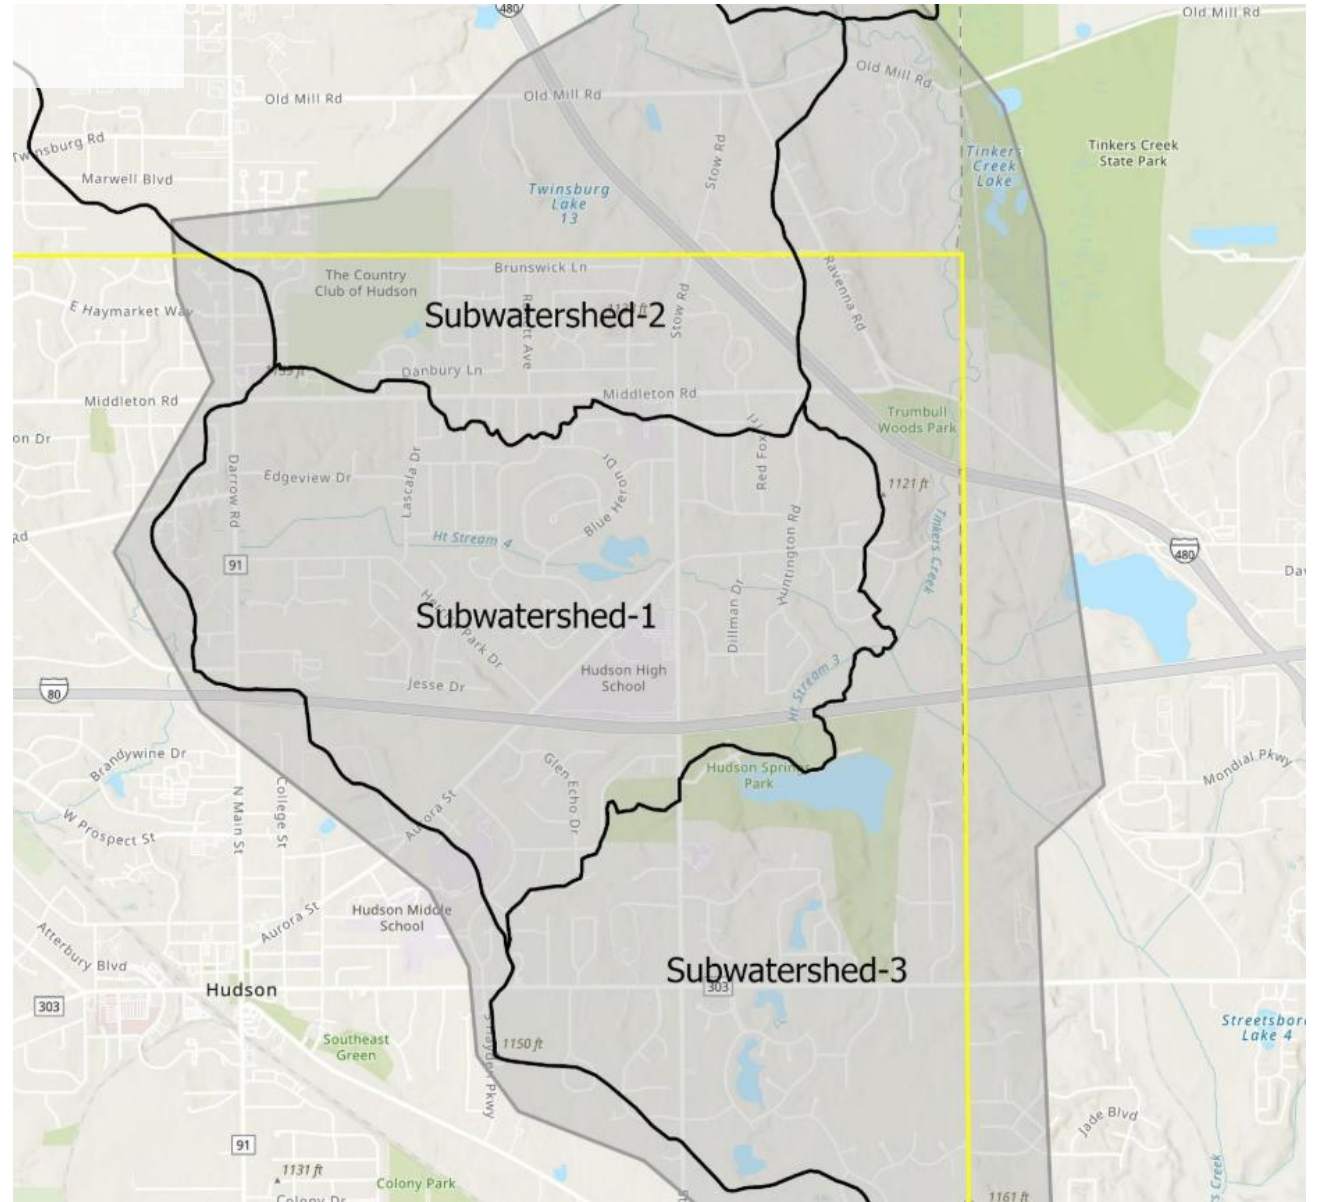 480
Old Mill Rd
Old Mill Rd
Old Mill Rd
Old Mill Rd
Twinsburg Rd
Marwell Blvd
Stow Rd
Tinkers
Creek
Lake
Tinkers Creek
State Park
Twinsburg
Lake
13
The Country
Club of Hudson
Brunswick Ln
Ravenna Rd
E Haymarket Way
Subwatershed-2
Stow Rd
Danbury Ln
Middleton Rd
Middleton Rd
Trumbull
Woods Park
on Dr
Darrow Rd
Edgeview Dr
Lascala Dr
Blue Heron Dr
Red Fox
1121 ft
Rd
Ht Stream 4
Huntington Rd
Tinkers Creek
480
91
Subwatershed-1
Dillman Dr
Hudson High
School
Jesse Dr
Ht Stream 3
80
Brandywine Dr
Glen Echo Dr
Hudson Springs
Park
Mondial Pkwy
W Prospect St
N Main St
College St
Aurora St
Aurora St
Hudson Middle
School
Atterbury Blvd
Subwatershed-3
Hudson
303
303
Southeast
Green
1150 ft
Streetsboro
Lake 4
Jade Blvd
91
1131 ft
Colony Park
Colony Dr
Creek
1161 ft